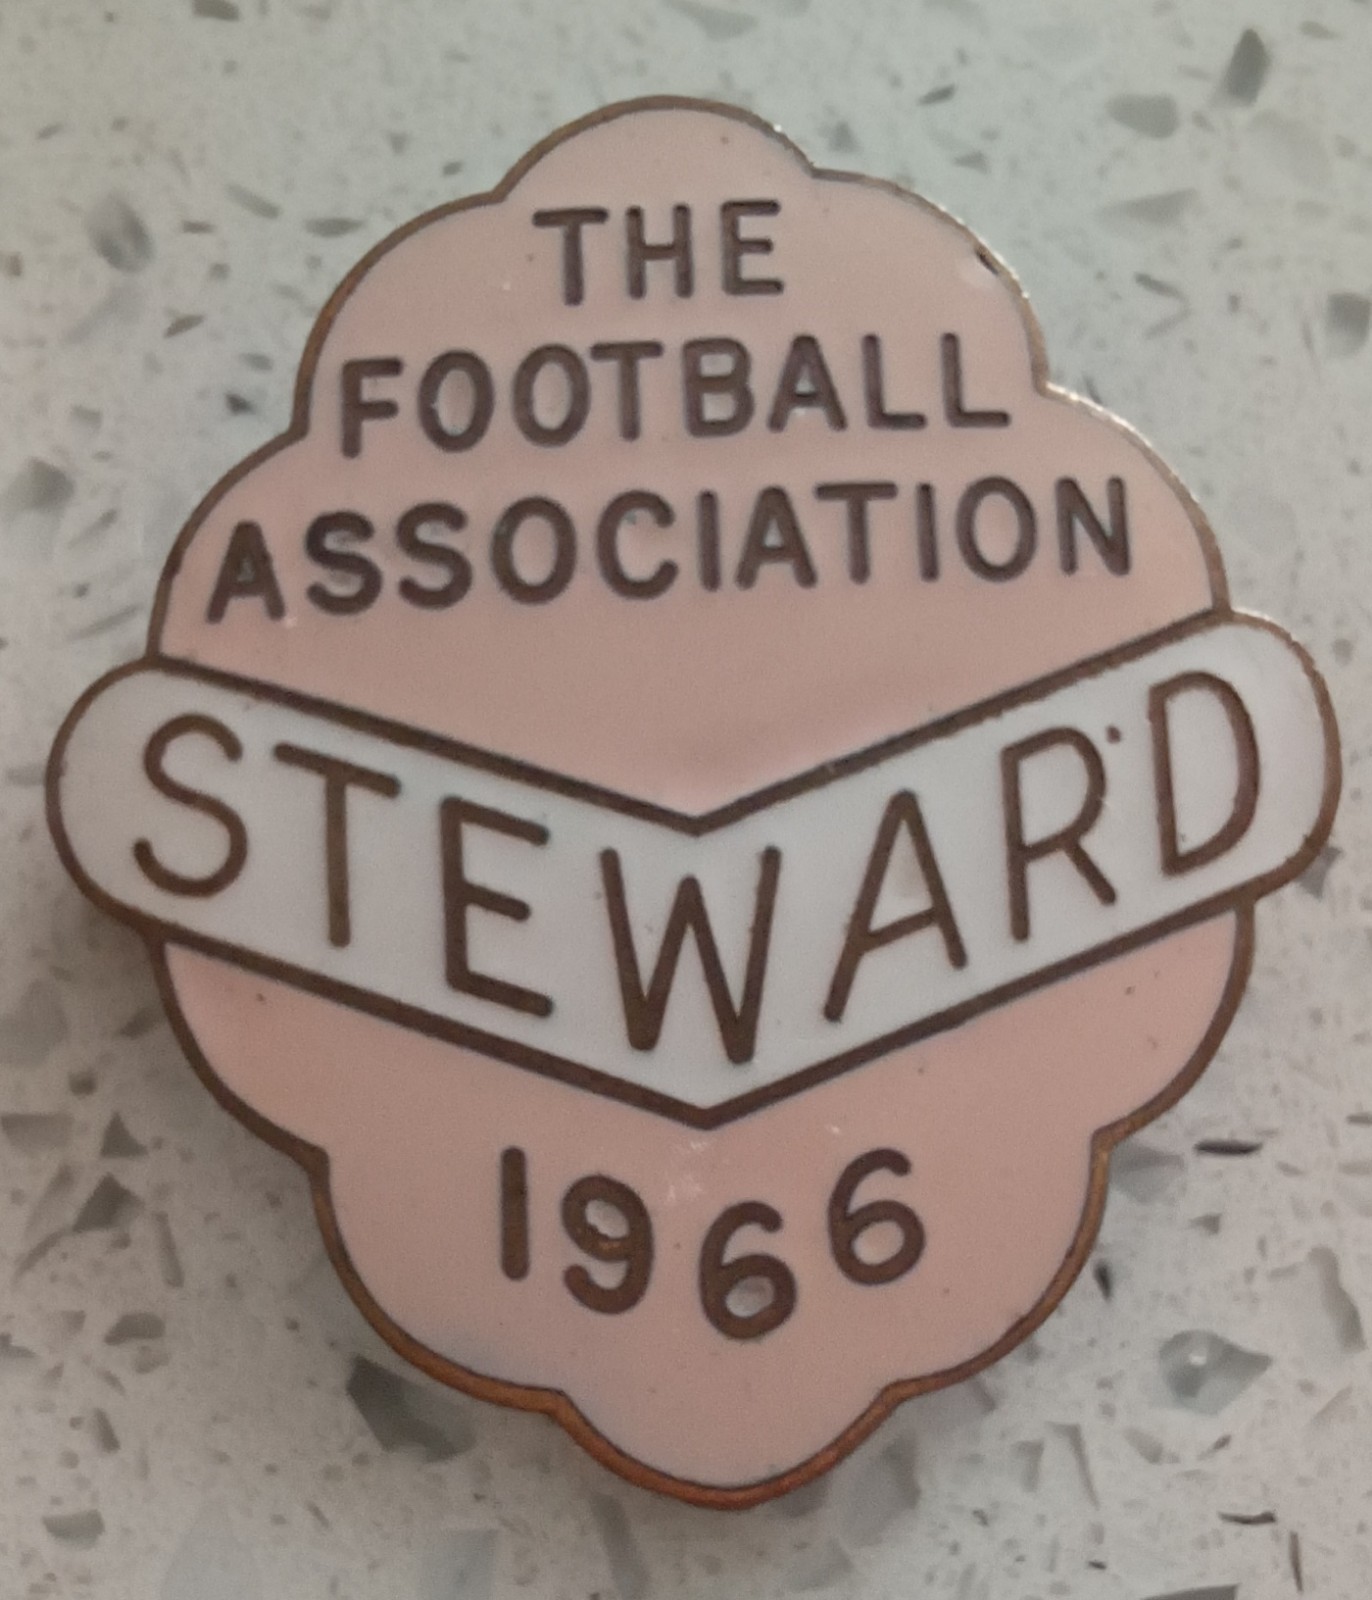 THE
FOOTBALL
ASSOCIATION
STEWARD
1966